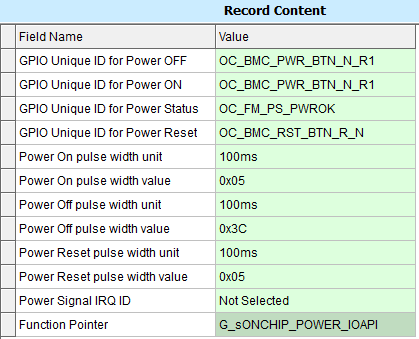 Record Content
Field Name Value
GPIO Unique ID for Power OFF OC_BMC_PWR_BTN_N_R1
GPIO Unique ID for Power ON OC_BMC_PWR_BTN_N_R1
GPIO Unique ID for Power Status OC_FM_PS_PWROK
GPIO Unique ID for Power Reset OC_BMC_RST_BTN_R_N
Power On pulse width unit 100ms
Power On pulse width value 0x05
Power Off pulse width unit 100ms
Power Off pulse width value 0x3C
Power Reset pulse width unit 100ms
Power Reset pulse width value 0x05
Power Signal IRQ ID Not Selected
Function Pointer G_sONCHIP_POWER_IOAPI